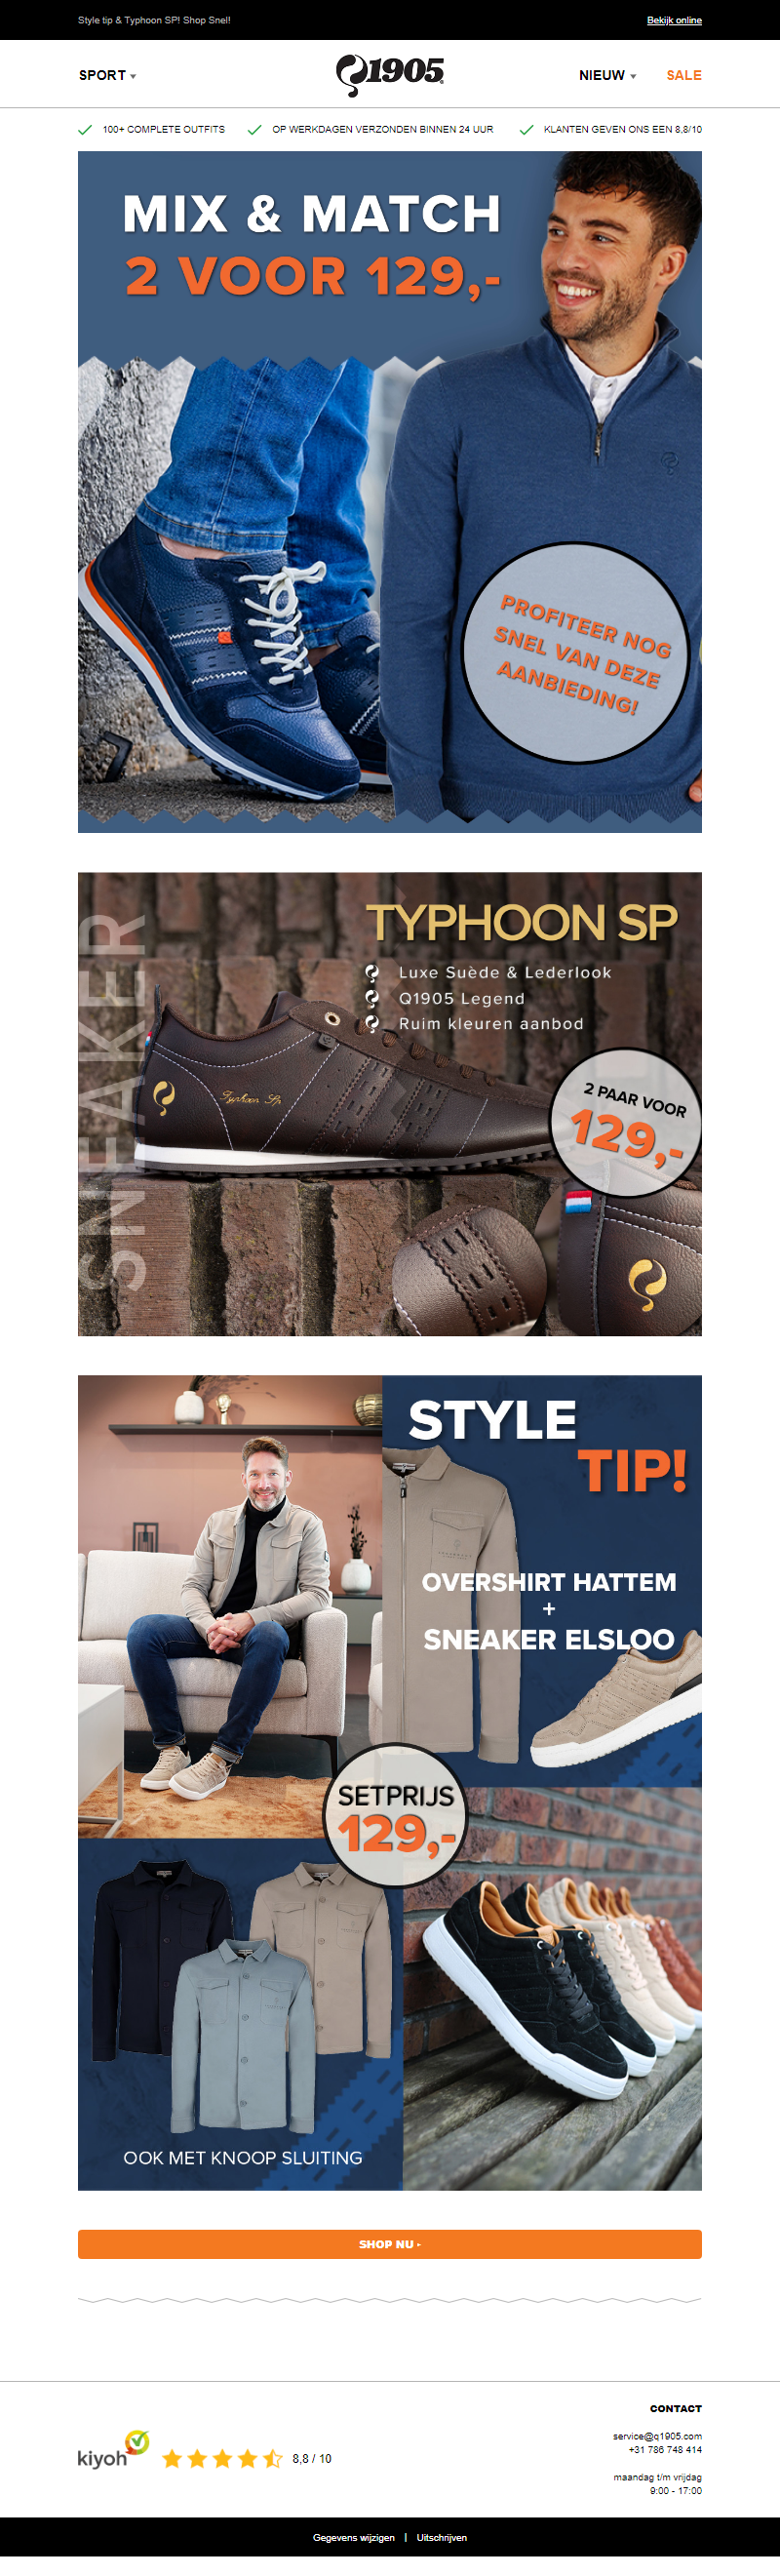 Style tip & Typhoon SP! Shop Snel!
Bekijk online
SPORT
1905
NIEUW
SALE
100+ COMPLETE OUTFITS
OP WERKDAGEN VERZONDEN BINNEN 24 UUR
KLANTEN GEVEN ONS EEN 8,8/10
MIX & MATCH
2 VOOR 129,-
PROFITEER NOG
SNEL VAN DEZE
AANBIEDING!
SNEAKER
TYPHOON SP
Luxe Suède & Lederlook
Q1905 Legend
Ruim kleuren aanbod
Typhoon Sp
2 PAAR VOOR
129,-
STYLE
TIP!
OVERSHIRT HATTEM
+
SNEAKER ELSLOO
SETPRIJS
129,-
OOK MET KNOOP SLUITING
SHOP NU
CONTACT
service@q1905.com
+31 786 748 414
kiyoh
8,8 / 10
maandag t/m vrijdag
9:00 - 17:00
Gegevens wijzigen | Uitschrijven